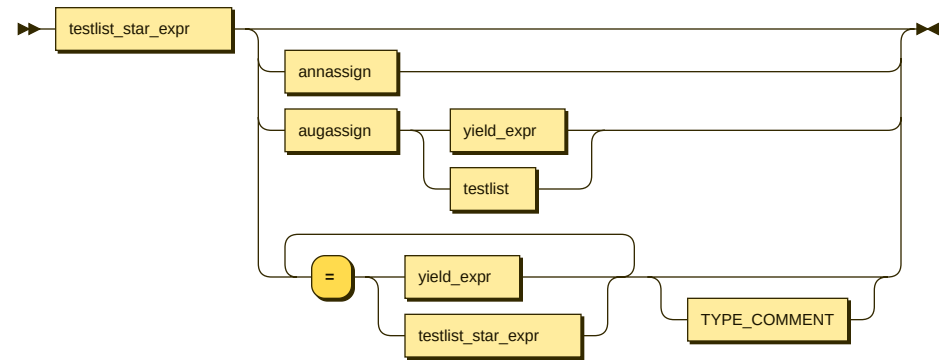 testlist_star_expr
annassign
augassign
yield_expr
testlist
=
yield_expr
testlist_star_expr
TYPE_COMMENT